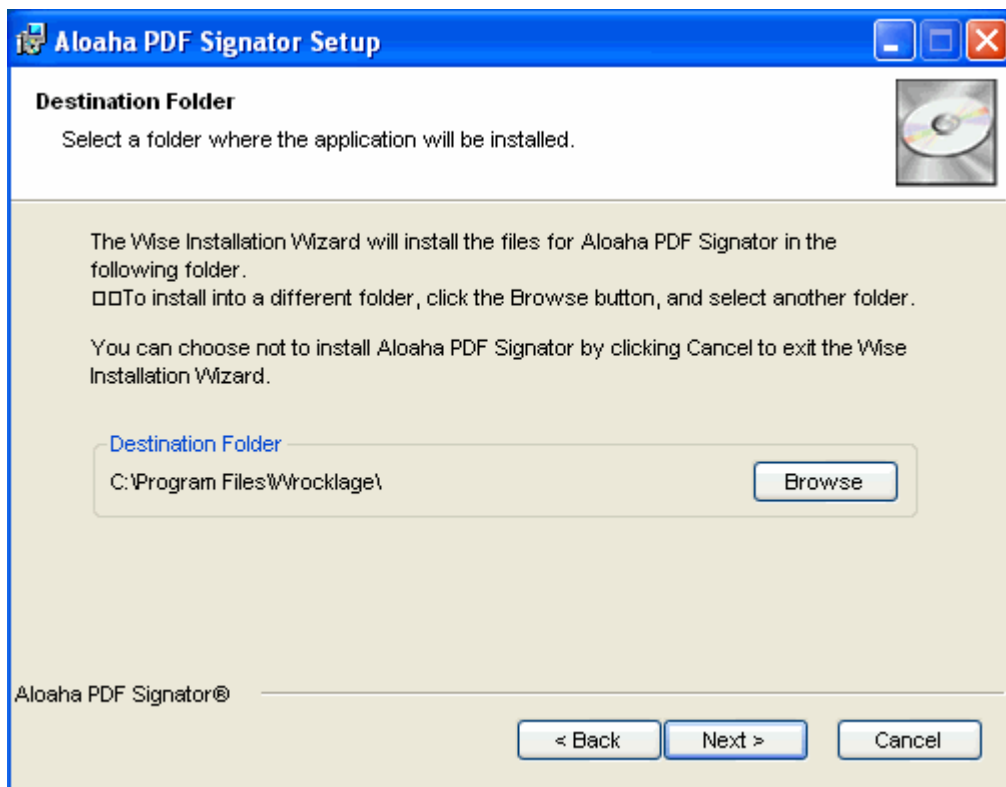 Aloaha PDF Signator Setup
Destination Folder
Select a folder where the application will be installed.
The Wise Installation Wizard will install the files for Aloaha PDF Signator in the
following folder.
□□To install into a different folder, click the Browse button, and select another folder.
You can choose not to install Aloaha PDF Signator by clicking Cancel to exit the Wise
Installation Wizard.
Destination Folder
C:\Program Files\Wrocklage\
Browse
Aloaha PDF Signator®
< Back Next > Cancel